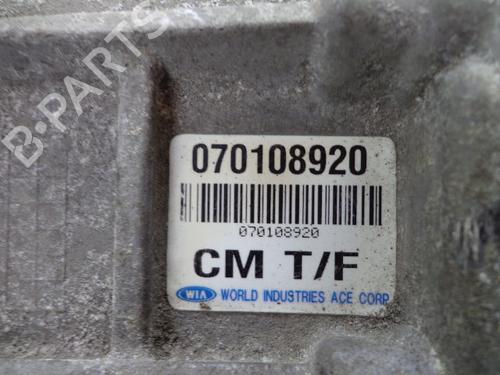 B-PARTS
070108920
070108920
CM T/F
WIA WORLD INDUSTRIES ACE CORP